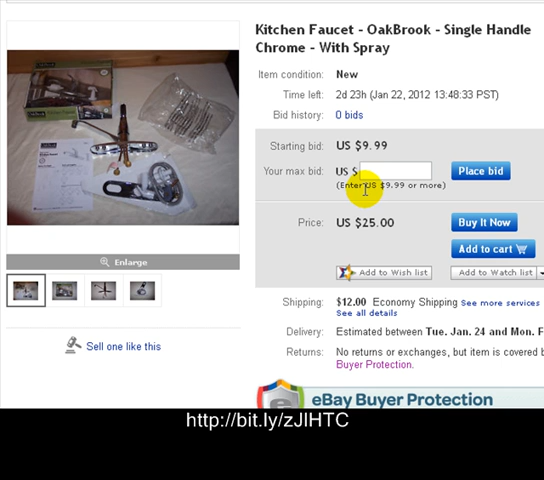 Kitchen Faucet - OakBrook - Single Handle
Chrome - With Spray
Item condition: New
Time left: 2d 23h (Jan 22, 2012 13:48:33 PST)
Bid history: 0 bids
Starting bid: US $9.99
Your max bid: US $ Place bid
(Enter US $9.99 or more)
Price: US $25.00 Buy It Now
Add to cart
Add to Wish list Add to Watch list
Enlarge
Shipping: $12.00 Economy Shipping See more services
See all details
Delivery: Estimated between Tue. Jan. 24 and Mon. F
Sell one like this
Returns: No returns or exchanges, but item is covered b
Buyer Protection.
eBay Buyer Protection
http://bit.ly/zJlHTC